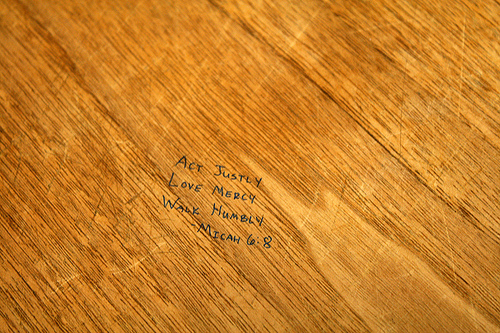 Act Justly
Love Mercy
Walk Humbly
-Micah 6:8